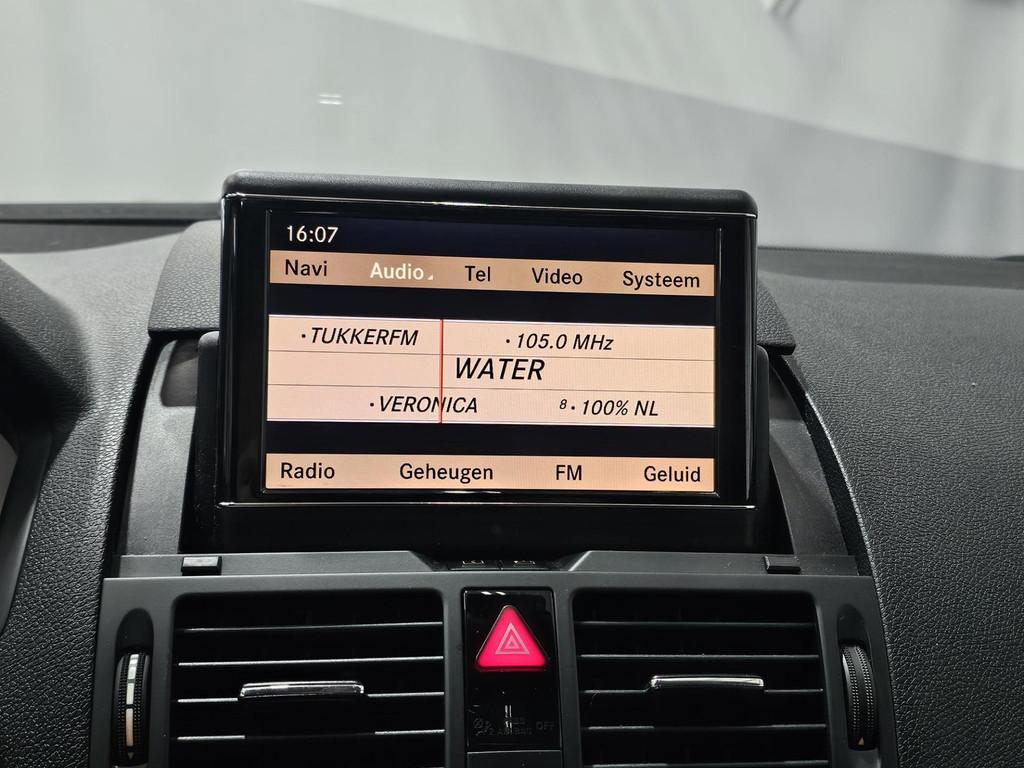 16:07
Navi Audio Tel Video Systeem
·TUKKERFM ·105.0 MHz
WATER
·VERONICA 8·100% NL
Radio Geheugen FM Geluid
OFF